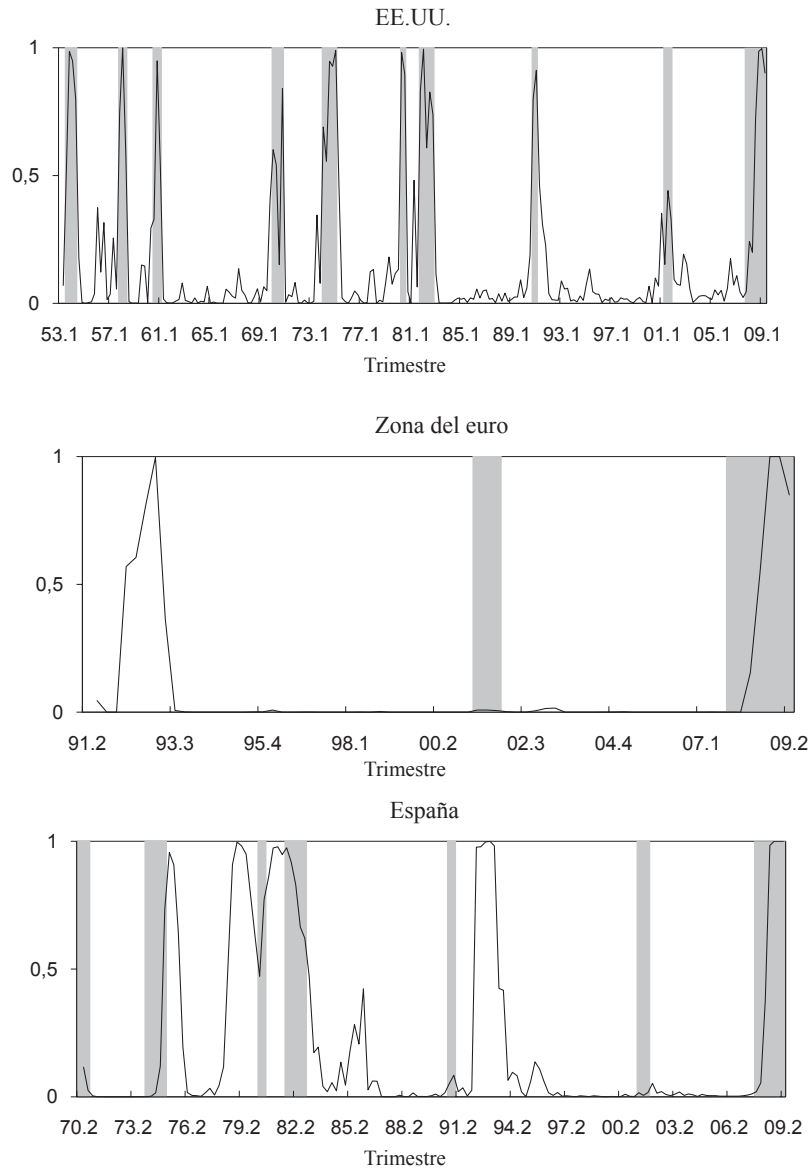 EE.UU.
1
0,5
0
53.1 57.1 61.1 65.1 69.1 73.1 77.1 81.1 85.1 89.1 93.1 97.1 01.1 05.1 09.1
Trimestre
Zona del euro
1
0,5
0
91.2 93.3 95.4 98.1 00.2 02.3 04.4 07.1 09.2
Trimestre
España
1
0,5
0
70.2 73.2 76.2 79.2 82.2 85.2 88.2 91.2 94.2 97.2 00.2 03.2 06.2 09.2
Trimestre